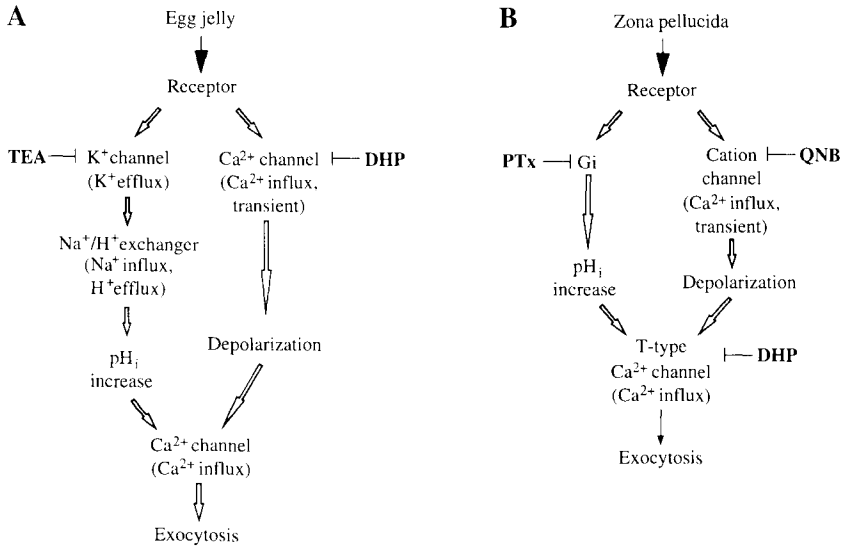 A
Egg jelly
Receptor
TEA
K⁺channel
(K⁺efflux)
Ca²⁺ channel
(Ca²⁺ influx,
transient)
DHP
Na⁺/H⁺exchanger
(Na⁺ influx,
H⁺efflux)
pHᵢ
increase
Depolarization
Ca²⁺ channel
(Ca²⁺ influx)
Exocytosis
B
Zona pellucida
Receptor
PTx
Gi
Cation
channel
(Ca²⁺ influx,
transient)
QNB
pHᵢ
increase
Depolarization
T-type
Ca²⁺ channel
(Ca²⁺ influx)
DHP
Exocytosis